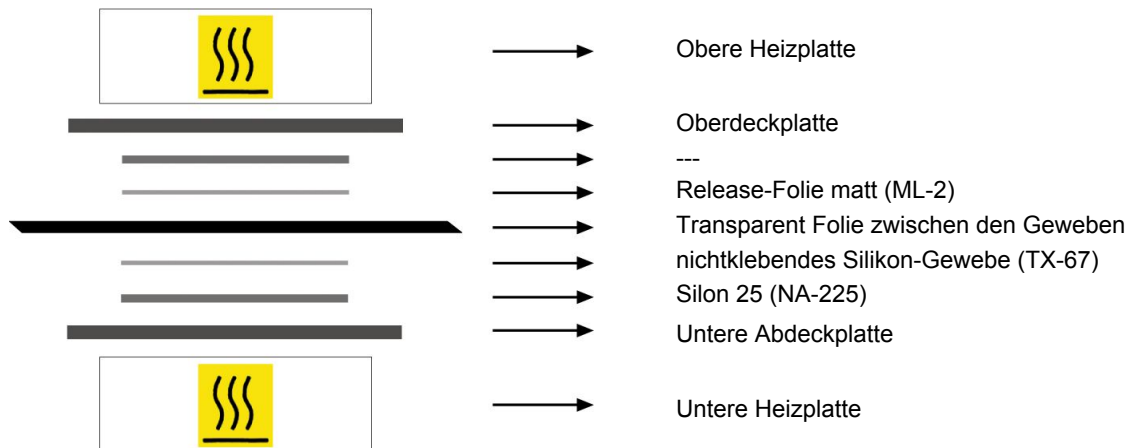 Obere Heizplatte
Oberdeckplatte
---
Release-Folie matt (ML-2)
Transparent Folie zwischen den Geweben
nichtklebendes Silikon-Gewebe (TX-67)
Silon 25 (NA-225)
Untere Abdeckplatte
Untere Heizplatte